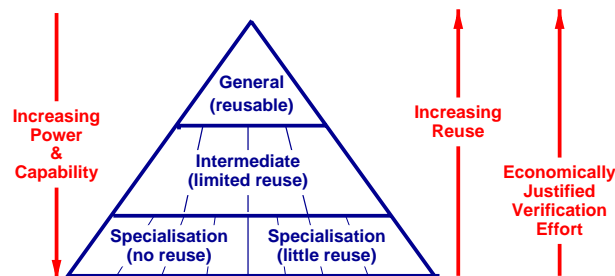 General
(reusable)
Increasing
Power
&
Capability
Increasing
Reuse
Intermediate
(limited reuse)
Economically
Justified
Verification
Effort
Specialisation
(no reuse)
Specialisation
(little reuse)